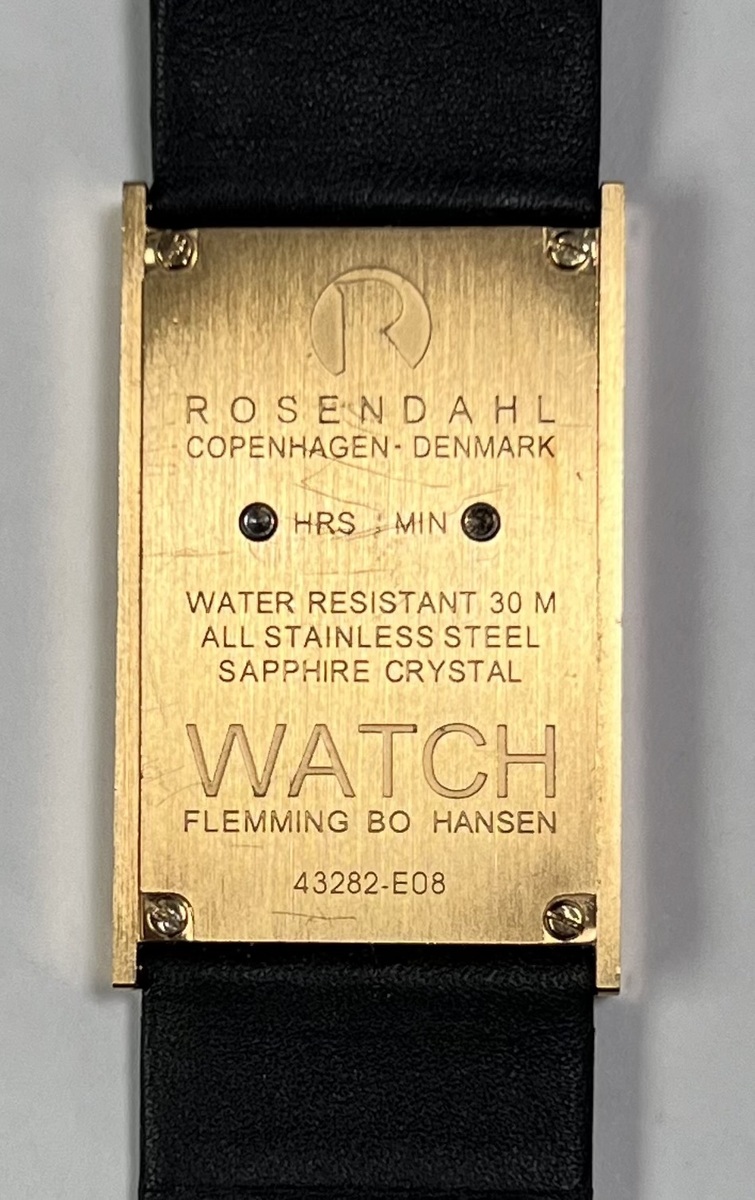 R
ROSENDAHL
COPENHAGEN - DENMARK
HRS : MIN
WATER RESISTANT 30 M
ALL STAINLESS STEEL
SAPPHIRE CRYSTAL
WATCH
FLEMMING BO HANSEN
43282-E08